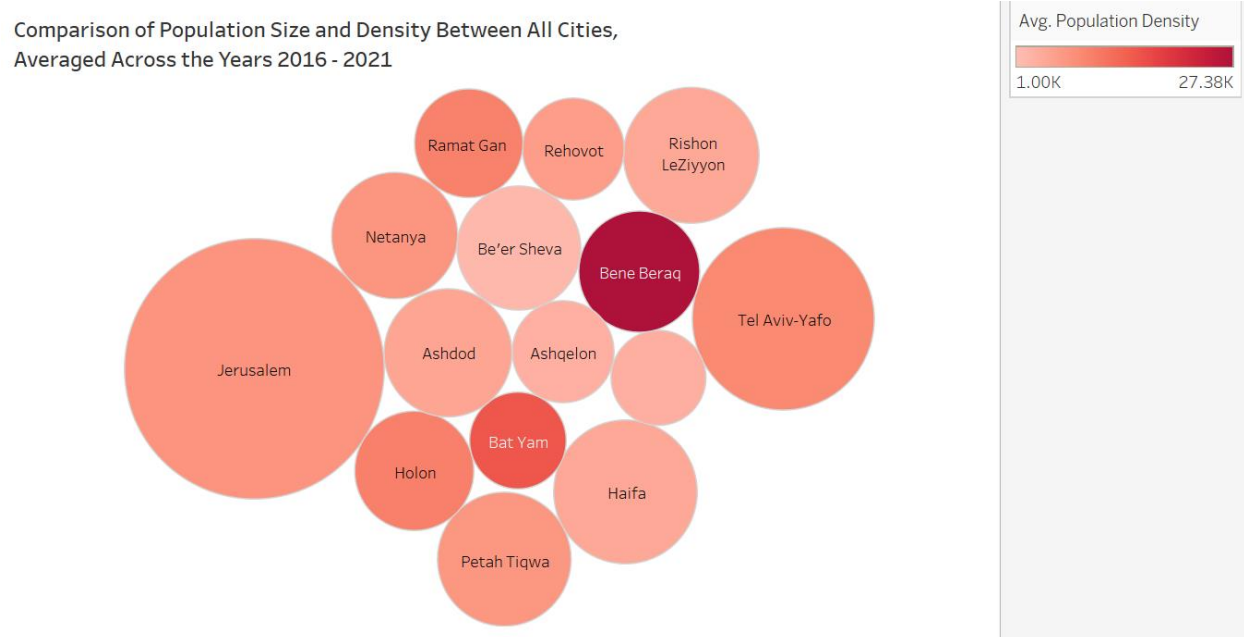 Comparison of Population Size and Density Between All Cities,
Averaged Across the Years 2016 - 2021
Avg. Population Density
1.00K 27.38K
Ramat Gan
Rehovot
Rishon
LeZiyyon
Netanya
Be'er Sheva
Bene Beraq
Tel Aviv-Yafo
Jerusalem
Ashdod
Ashqelon
Bat Yam
Holon
Haifa
Petah Tiqwa